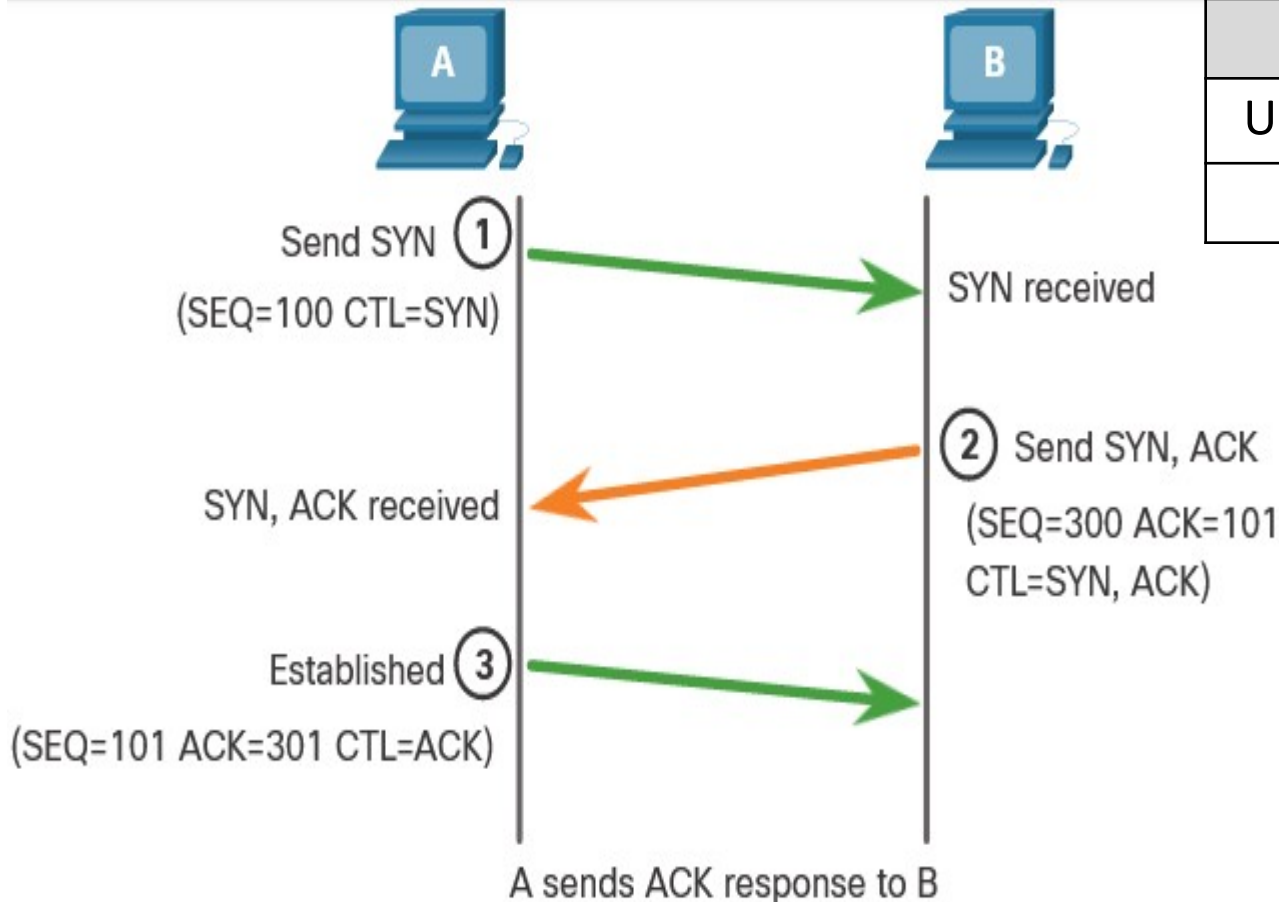 A
B
U
Send SYN 1
(SEQ=100 CTL=SYN)
SYN received
2 Send SYN, ACK
(SEQ=300 ACK=101
CTL=SYN, ACK)
SYN, ACK received
Established 3
(SEQ=101 ACK=301 CTL=ACK)
A sends ACK response to B